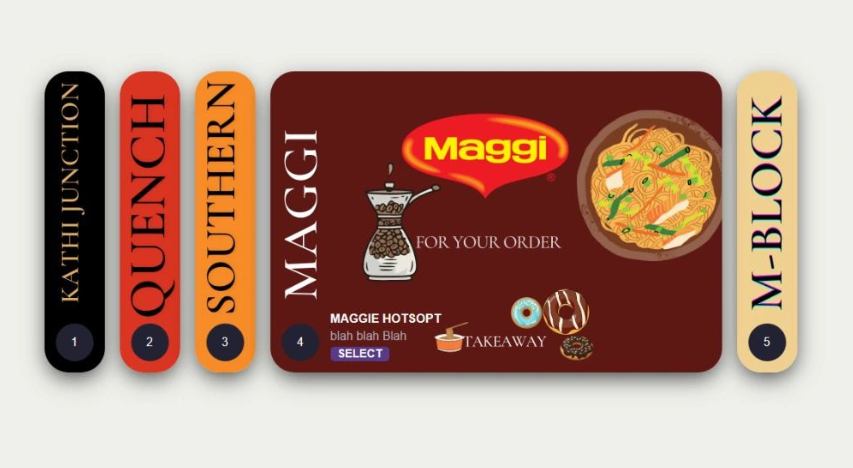 KATHI JUNCTION
1
QUENCH
2
SOUTHERN
3
MAGGI
4
Maggi
®
FOR YOUR ORDER
MAGGIE HOTSOPT
blah blah Blah
SELECT
TAKEAWAY
M-BLOCK
5